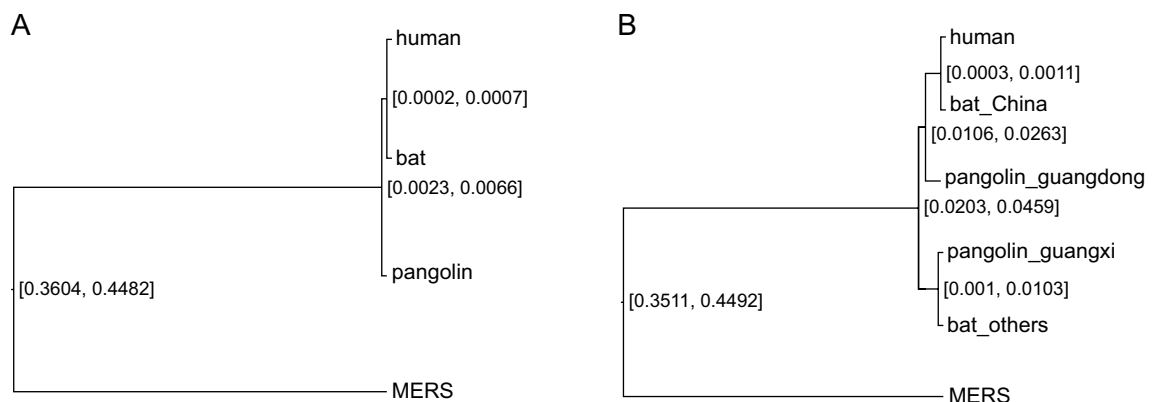 A
human
[0.0002, 0.0007]
bat
[0.0023, 0.0066]
pangolin
[0.3604, 0.4482]
MERS
B
human
[0.0003, 0.0011]
bat_China
[0.0106, 0.0263]
pangolin_guangdong
[0.0203, 0.0459]
pangolin_guangxi
[0.001, 0.0103]
[0.3511, 0.4492]
bat_others
MERS